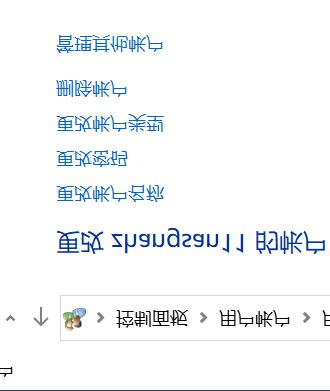 控制面板 > 用户帐户 >
更改 zhangsan11 的帐户
更改帐户名称
更改密码
更改帐户类型
删除帐户
管理其他帐户